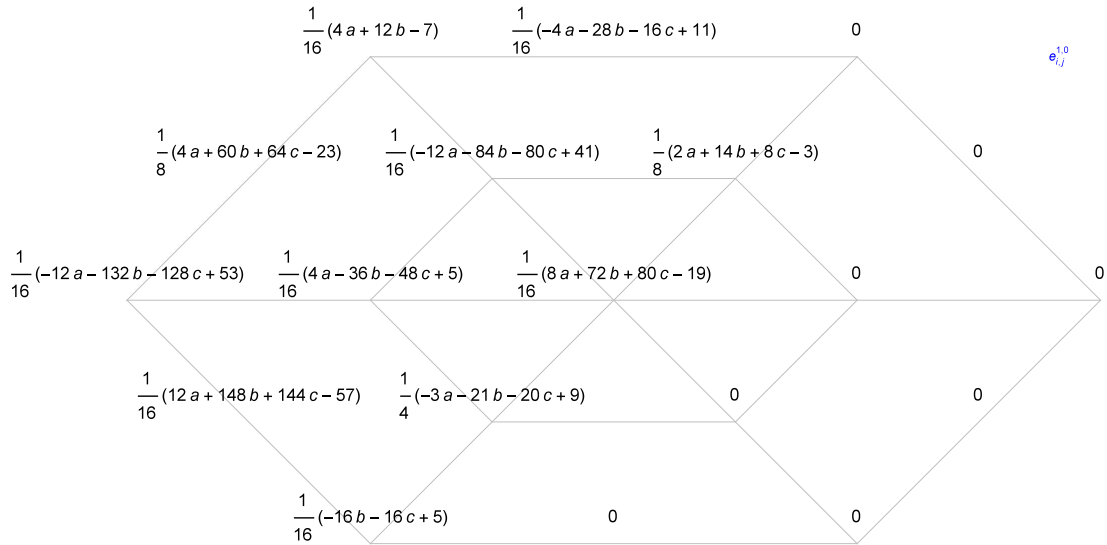 1/16 (4 a + 12 b − 7) 1/16 (−4 a − 28 b − 16 c + 11) 0
e_{i,j}^{1,0}
1/8 (4 a + 60 b + 64 c − 23) 1/16 (−12 a − 84 b − 80 c + 41) 1/8 (2 a + 14 b + 8 c − 3) 0
1/16 (−12 a − 132 b − 128 c + 53) 1/16 (4 a − 36 b − 48 c + 5) 1/16 (8 a + 72 b + 80 c − 19) 0 0
1/16 (12 a + 148 b + 144 c − 57) 1/4 (−3 a − 21 b − 20 c + 9) 0 0
1/16 (−16 b − 16 c + 5) 0 0